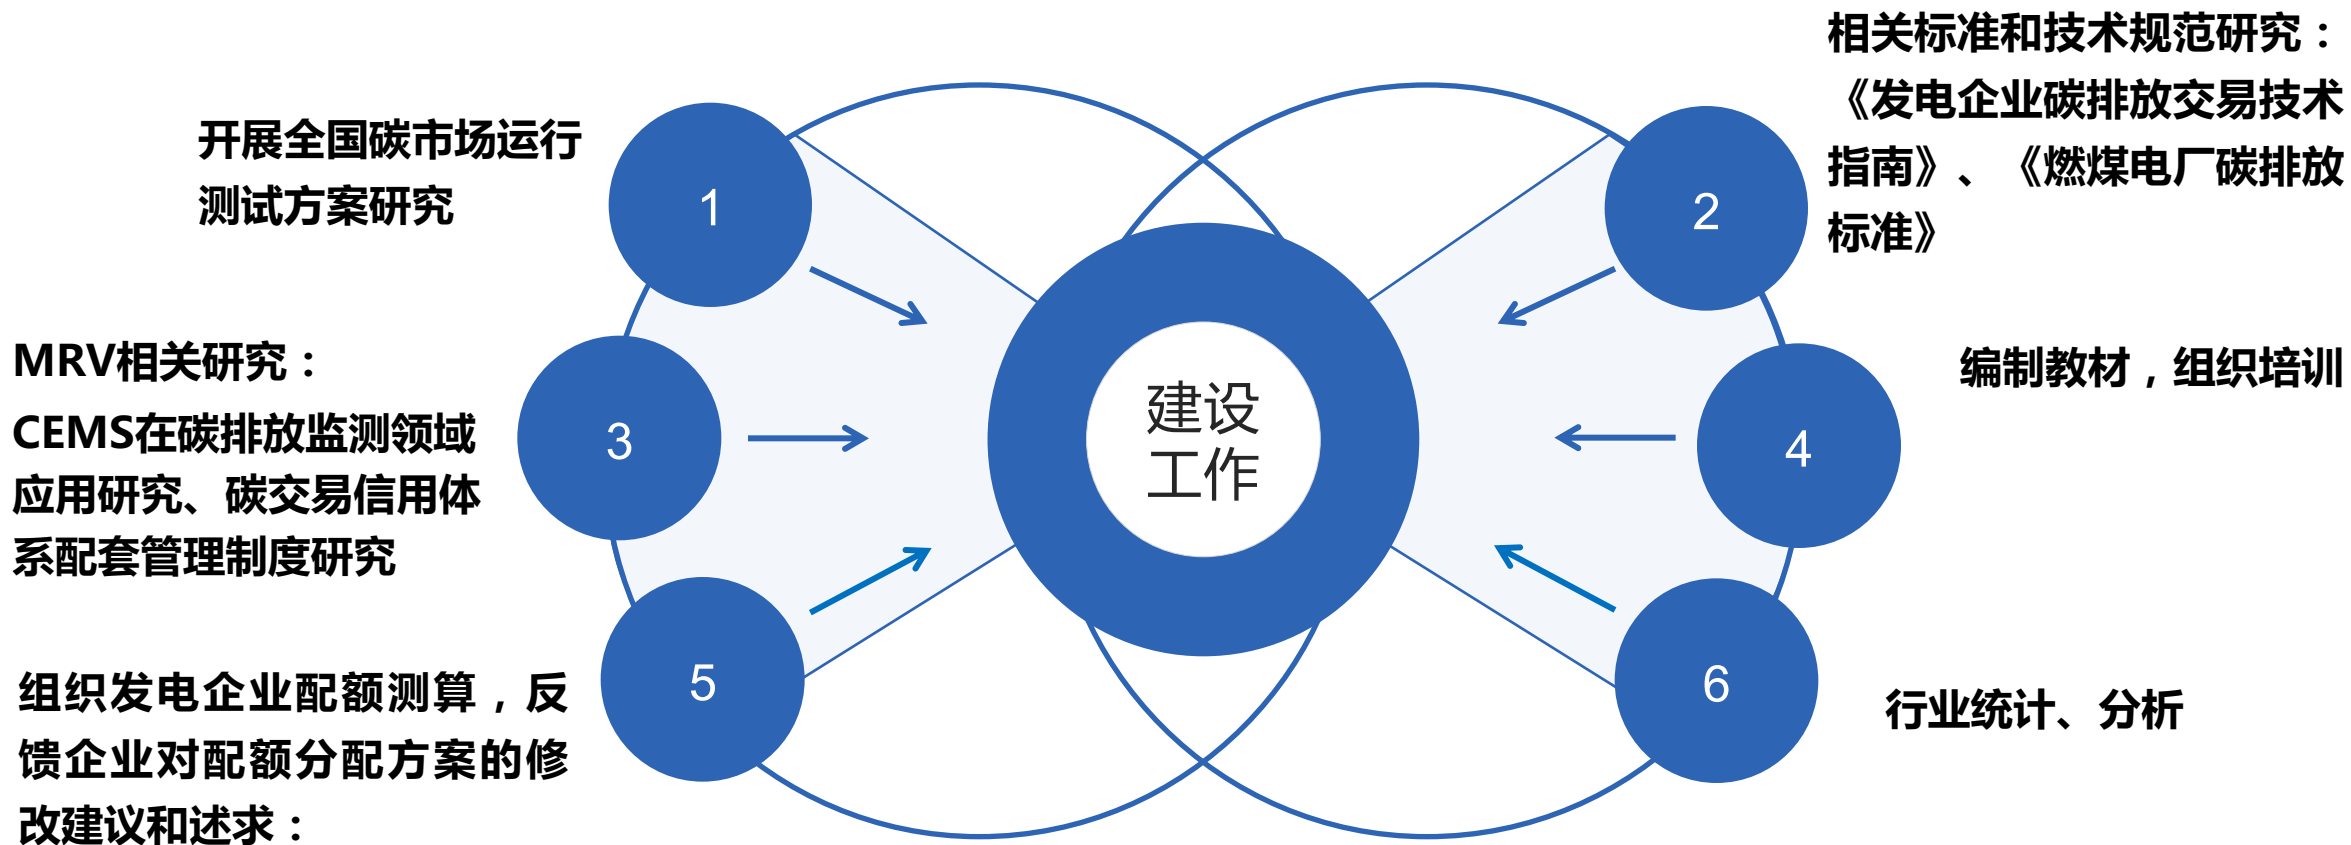 开展全国碳市场运行
测试方案研究
1
相关标准和技术规范研究：
《发电企业碳排放交易技术
指南》、《燃煤电厂碳排放
标准》
2
MRV相关研究：
CEMS在碳排放监测领域
应用研究、碳交易信用体
系配套管理制度研究
3
建设
工作
编制教材，组织培训
4
组织发电企业配额测算，反
馈企业对配额分配方案的修
改建议和述求：
5
行业统计、分析
6